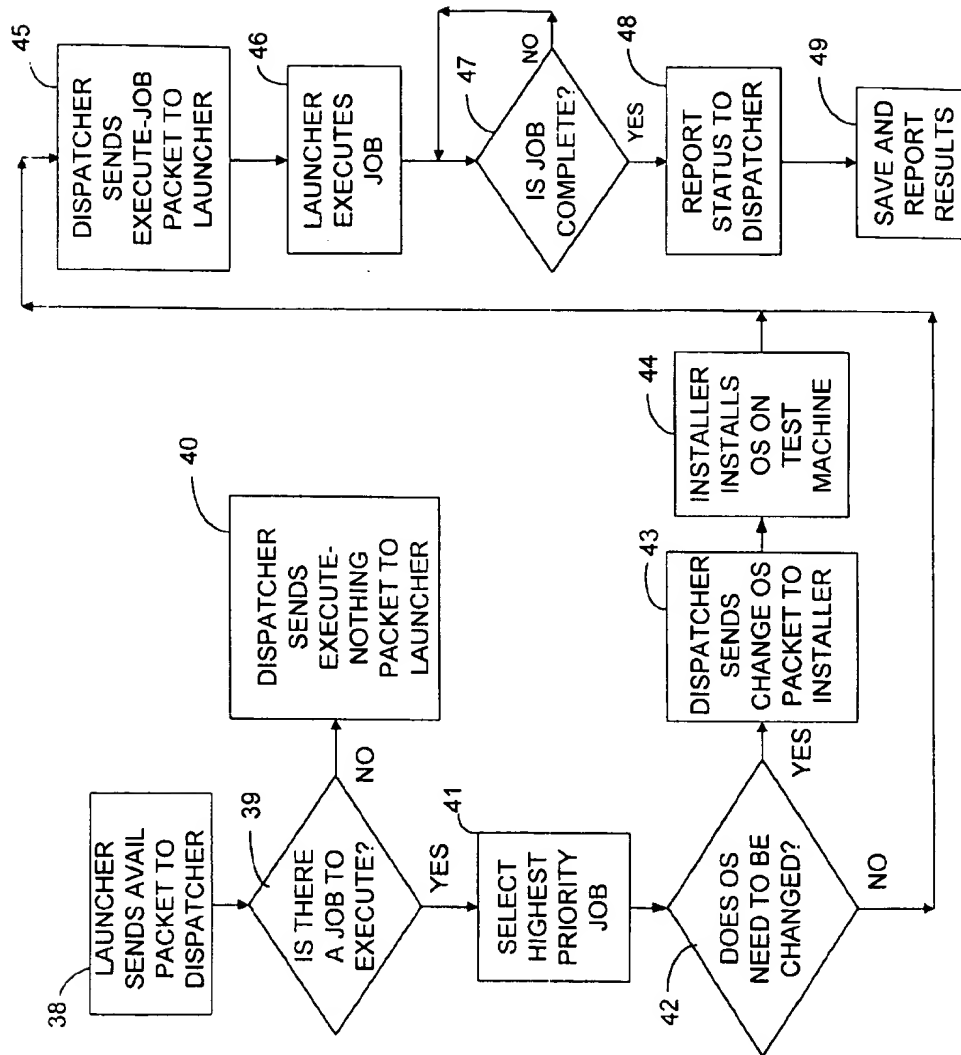 38
LAUNCHER
SENDS AVAIL
PACKET TO
DISPATCHER
39
IS THERE
A JOB TO
EXECUTE?
NO
YES
40
DISPATCHER
SENDS
EXECUTE-
NOTHING
PACKET TO
LAUNCHER
41
SELECT
HIGHEST
PRIORITY
JOB
42
DOES OS
NEED TO BE
CHANGED?
YES
NO
43
DISPATCHER
SENDS
CHANGE OS
PACKET TO
INSTALLER
44
INSTALLER
INSTALLS
OS ON
TEST
MACHINE
45
DISPATCHER
SENDS
EXECUTE-JOB
PACKET TO
LAUNCHER
46
LAUNCHER
EXECUTES
JOB
47
IS JOB
COMPLETE?
NO
YES
48
REPORT
STATUS TO
DISPATCHER
49
SAVE AND
REPORT
RESULTS